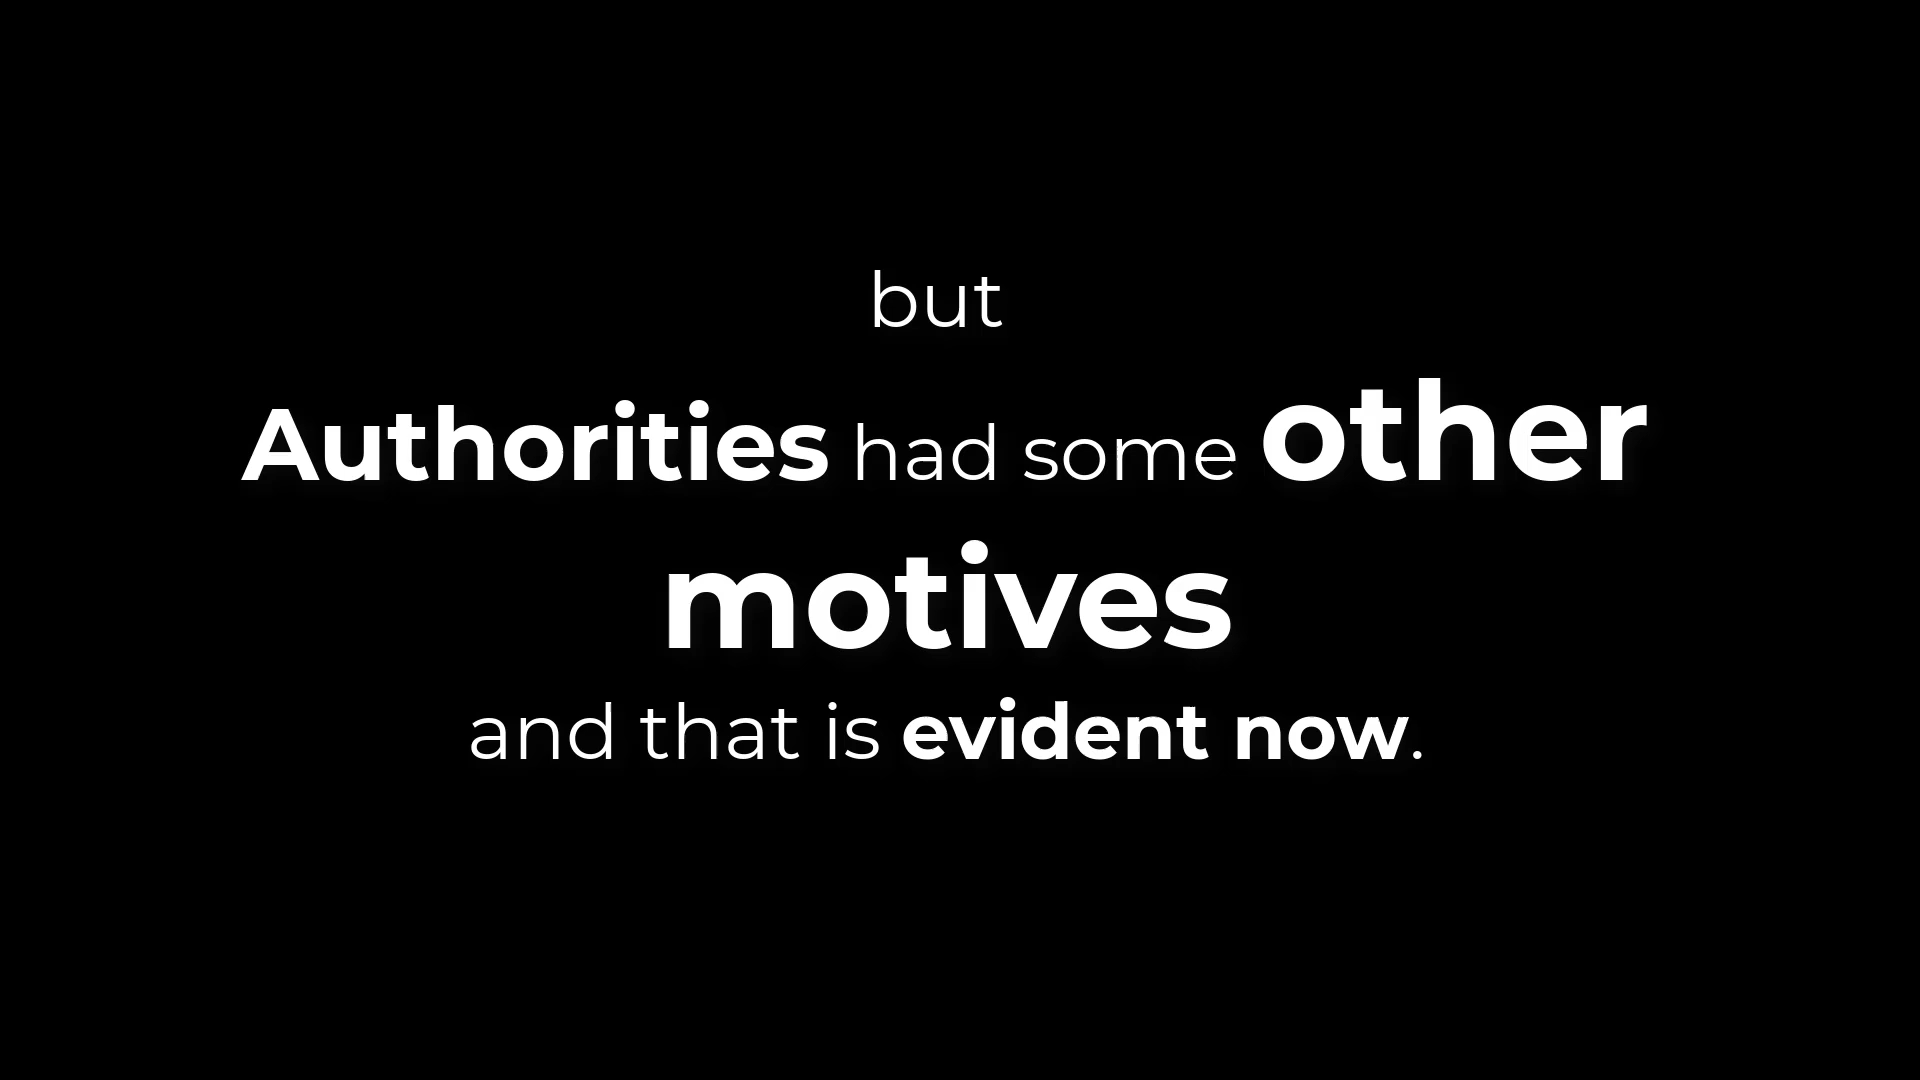 but
Authorities had some other
motives
and that is evident now.